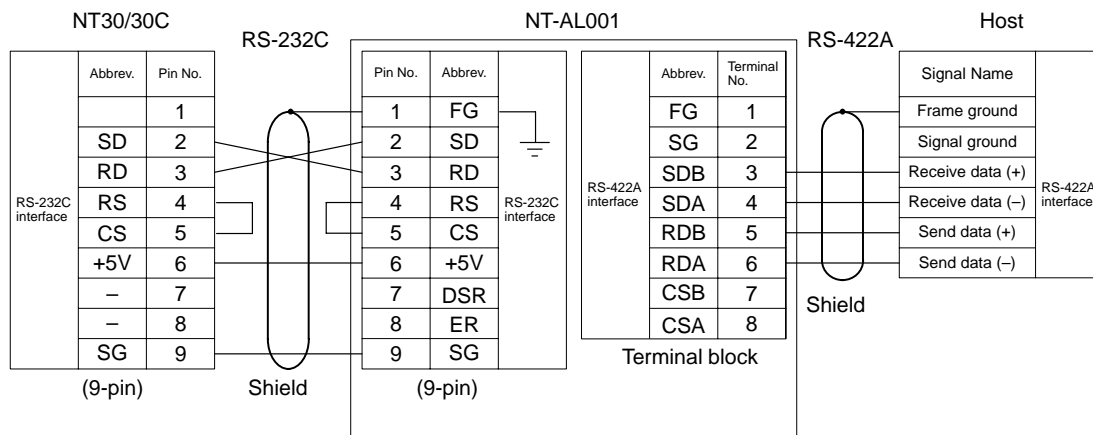 NT30/30C
RS-232C
NT-AL001
RS-422A
Host
RS-232C interface
Abbrev. Pin No.
1
SD 2
RD 3
RS 4
CS 5
+5V 6
– 7
– 8
SG 9
(9-pin)
Shield
Pin No. Abbrev.
1 FG
2 SD
3 RD
4 RS
5 CS
6 +5V
7 DSR
8 ER
9 SG
RS-232C interface
(9-pin)
RS-422A interface
Abbrev. Terminal No.
FG 1
SG 2
SDB 3
SDA 4
RDB 5
RDA 6
CSB 7
CSA 8
Terminal block
Shield
Signal Name
Frame ground
Signal ground
Receive data (+)
Receive data (–)
Send data (+)
Send data (–)
RS-422A interface